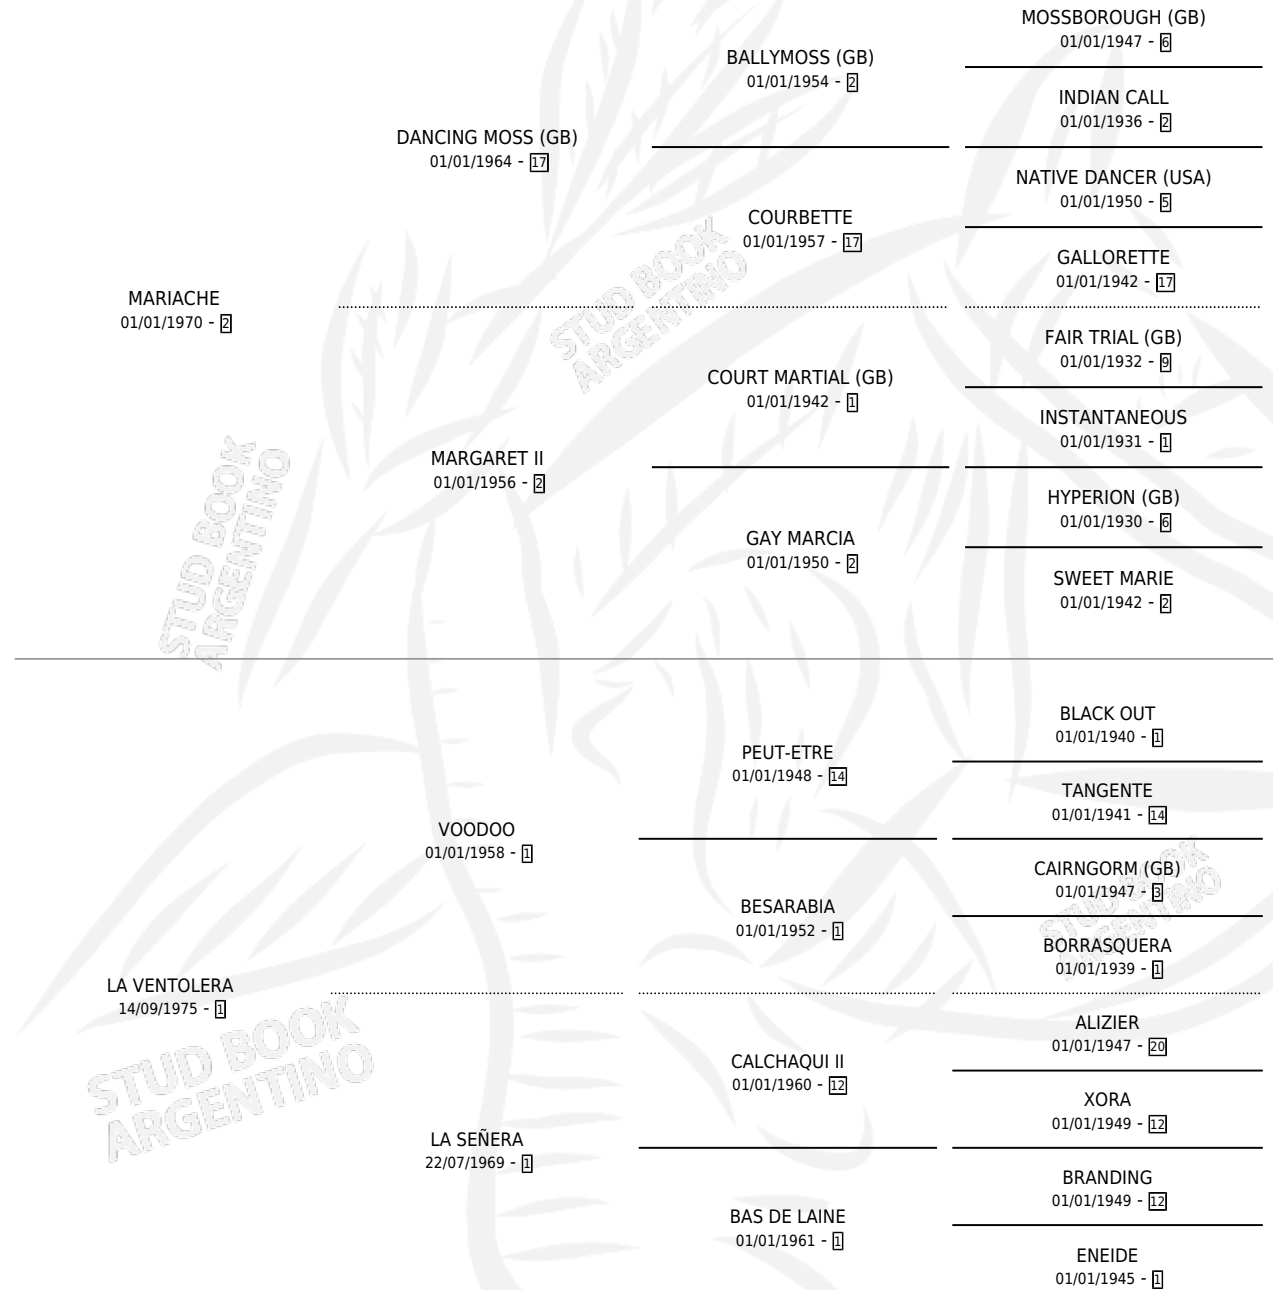 MOSSBOROUGH (GB)
01/01/1947 - 6
BALLYMOSS (GB)
01/01/1954 - 2
INDIAN CALL
01/01/1936 - 2
DANCING MOSS (GB)
01/01/1964 - 17
NATIVE DANCER (USA)
01/01/1950 - 5
COURBETTE
01/01/1957 - 17
GALLORETTE
01/01/1942 - 17
MARIACHE
01/01/1970 - 2
FAIR TRIAL (GB)
01/01/1932 - 9
COURT MARTIAL (GB)
01/01/1942 - 1
INSTANTANEOUS
01/01/1931 - 1
MARGARET II
01/01/1956 - 2
HYPERION (GB)
01/01/1930 - 6
GAY MARCIA
01/01/1950 - 2
SWEET MARIE
01/01/1942 - 2
BLACK OUT
01/01/1940 - 1
PEUT-ETRE
01/01/1948 - 14
TANGENTE
01/01/1941 - 14
VOODOO
01/01/1958 - 1
CAIRNGORM (GB)
01/01/1947 - 3
BESARABIA
01/01/1952 - 1
BORRASQUERA
01/01/1939 - 1
LA VENTOLERA
14/09/1975 - 1
ALIZIER
01/01/1947 - 20
CALCHAQUI II
01/01/1960 - 12
XORA
01/01/1949 - 12
LA SEÑERA
22/07/1969 - 1
BRANDING
01/01/1949 - 12
BAS DE LAINE
01/01/1961 - 1
ENEIDE
01/01/1945 - 1
STUD BOOK
ARGENTINO
STUD BOOK
ARGENTINO
STUD BOOK
ARGENTINO
STUD BOOK
ARGENTINO